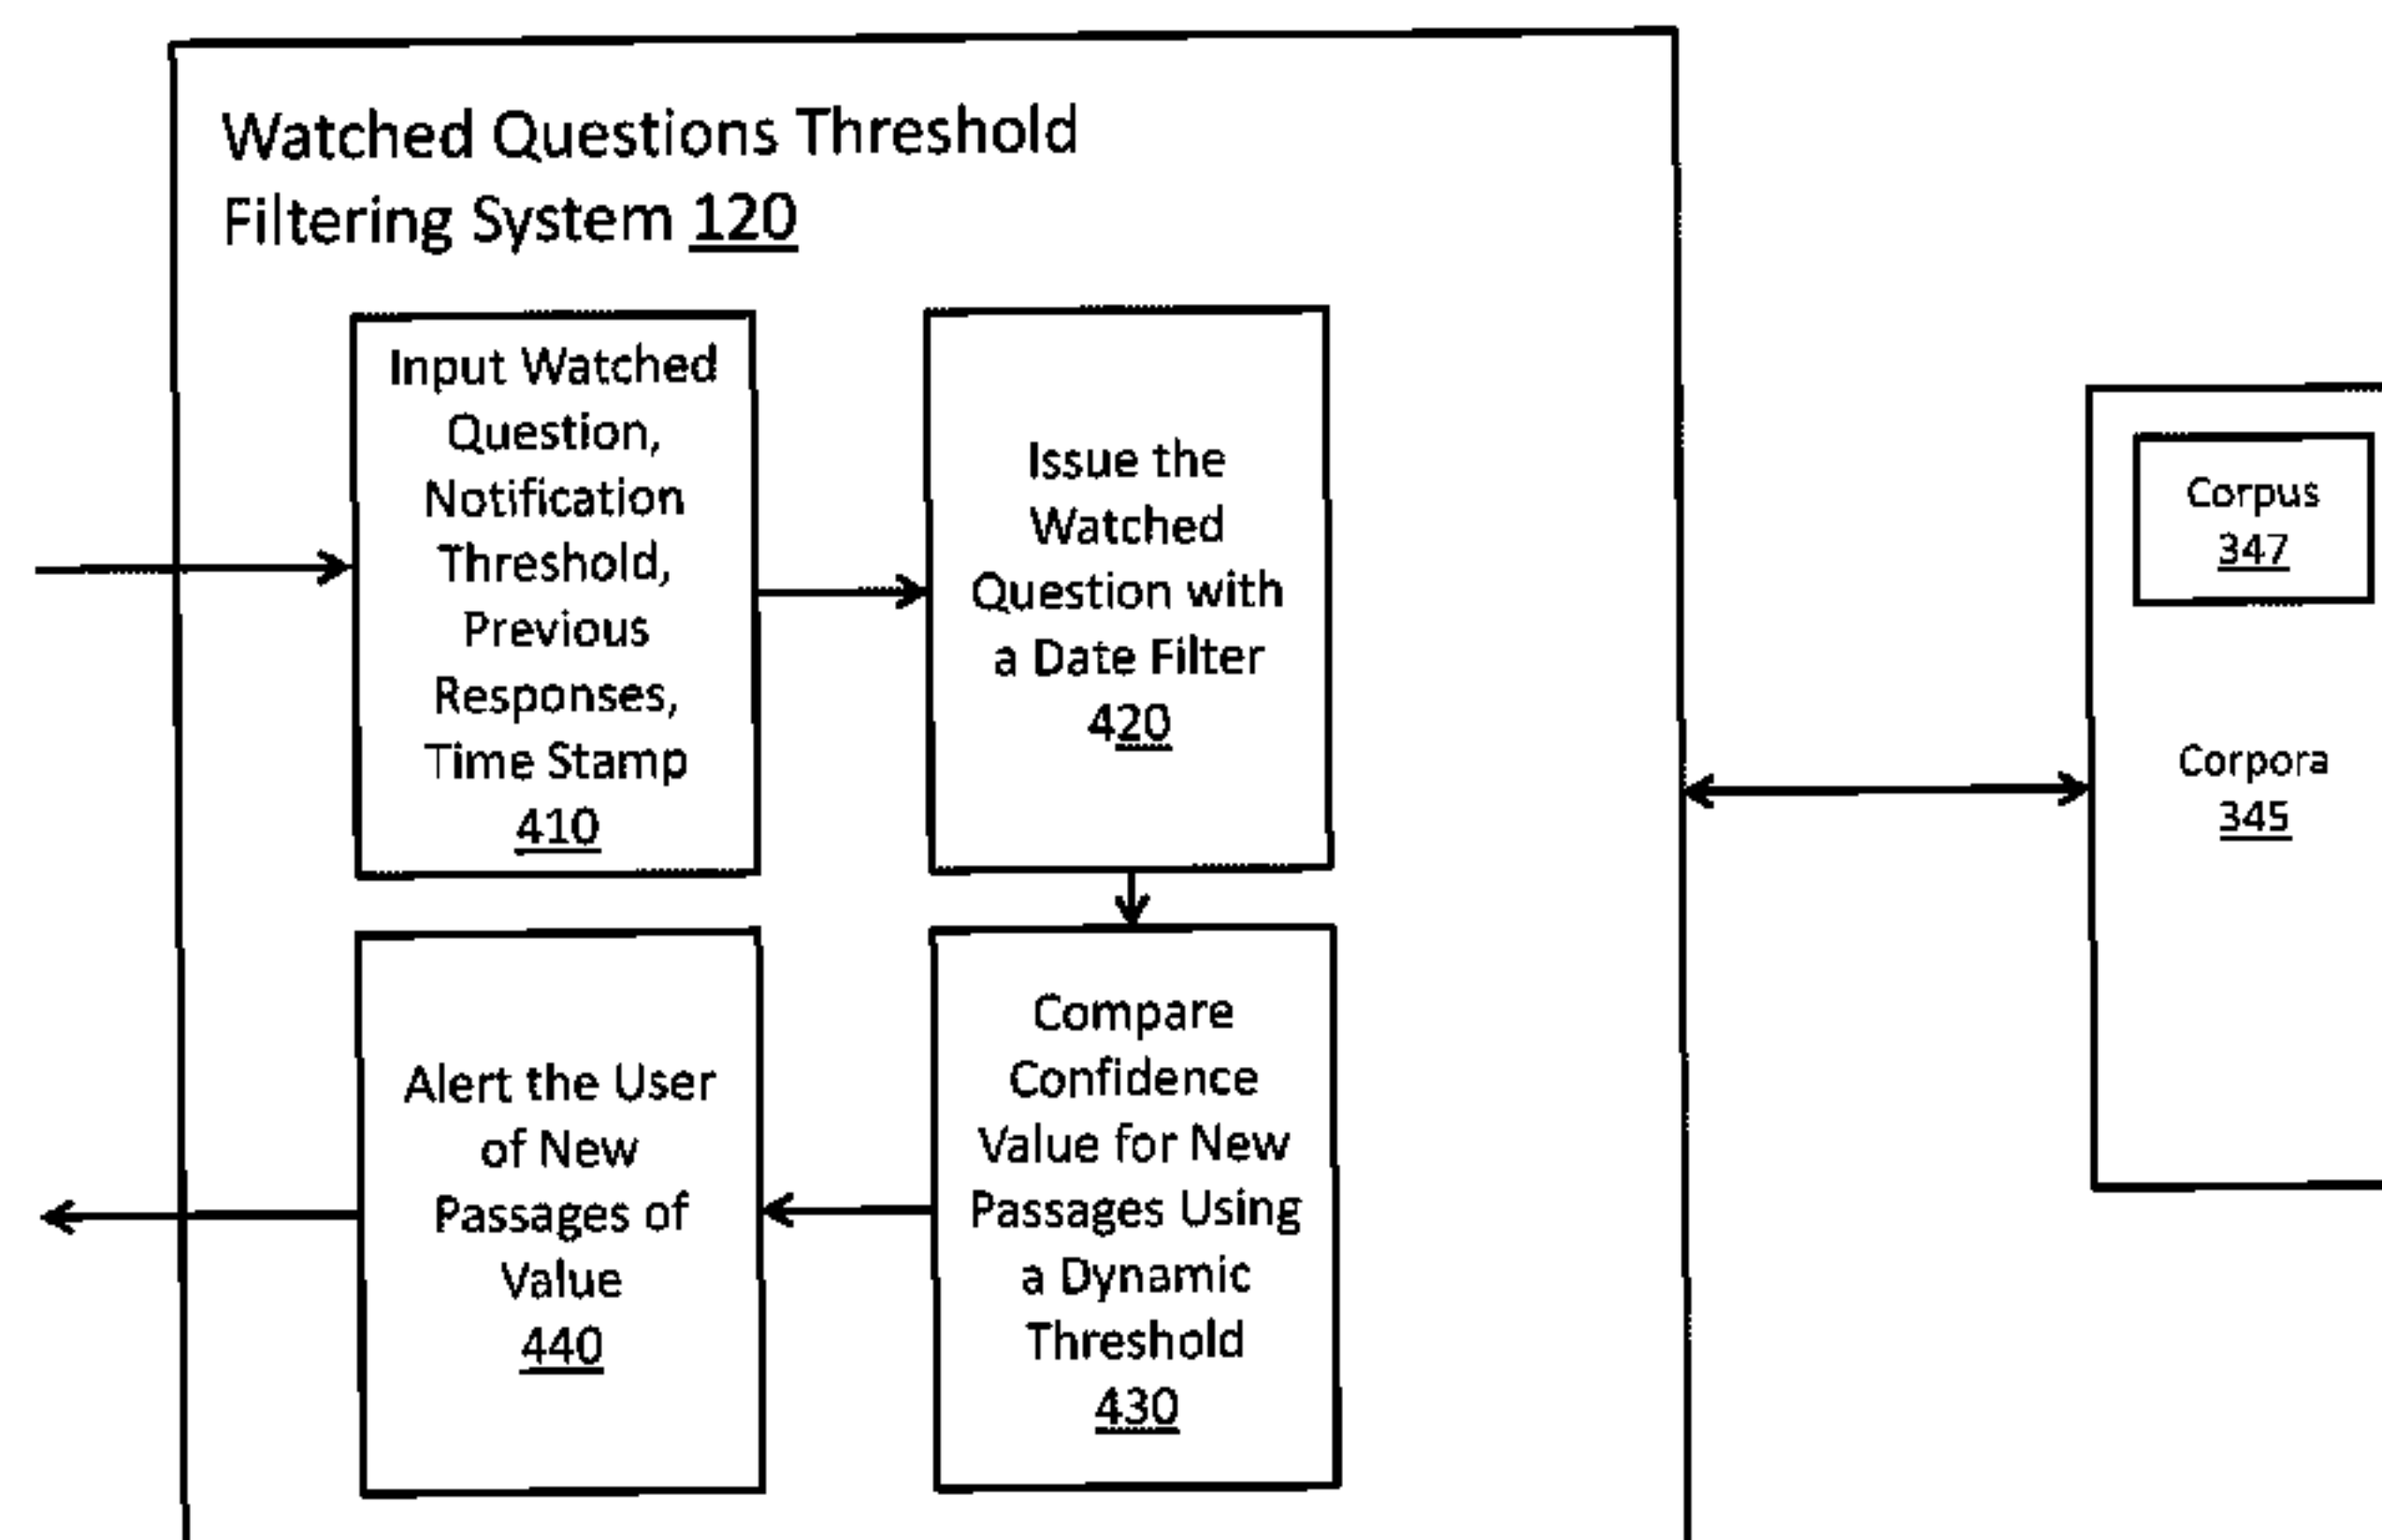 Watched Questions Threshold
Filtering System 120
Input Watched
Question,
Notification
Threshold,
Previous
Responses,
Time Stamp
410
Issue the
Watched
Question with
a Date Filter
420
Compare
Confidence
Value for New
Passages Using
a Dynamic
Threshold
430
Alert the User
of New
Passages of
Value
440
Corpus
347
Corpora
345